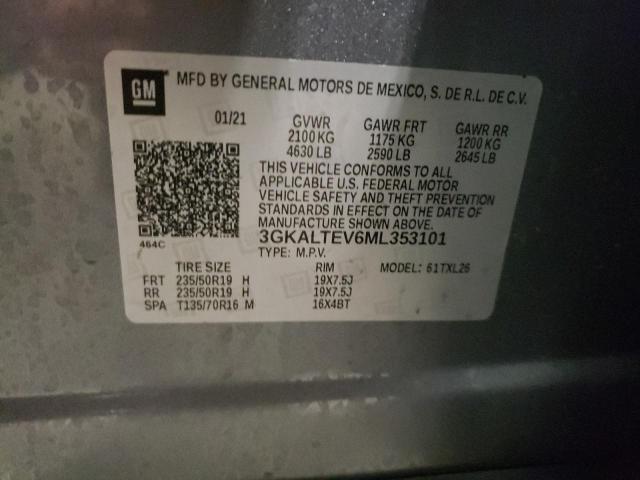 GM
MFD BY GENERAL MOTORS DE MEXICO, S. DE R.L. DE C.V.
01/21 GVWR GAWR FRT GAWR RR
2100 KG 1175 KG 1200 KG
4630 LB 2590 LB 2645 LB
THIS VEHICLE CONFORMS TO ALL
APPLICABLE U.S. FEDERAL MOTOR
VEHICLE SAFETY AND THEFT PREVENTION
STANDARDS IN EFFECT ON THE DATE OF
MANUFACTURE SHOWN ABOVE.
464C
3GKALTEV6ML353101
TYPE: M.P.V. MODEL: 61TXL26
TIRE SIZE RIM
FRT 235/50R19 H 19X7.5J
RR 235/50R19 H 19X7.5J
SPA T135/70R16 M 16X4BT